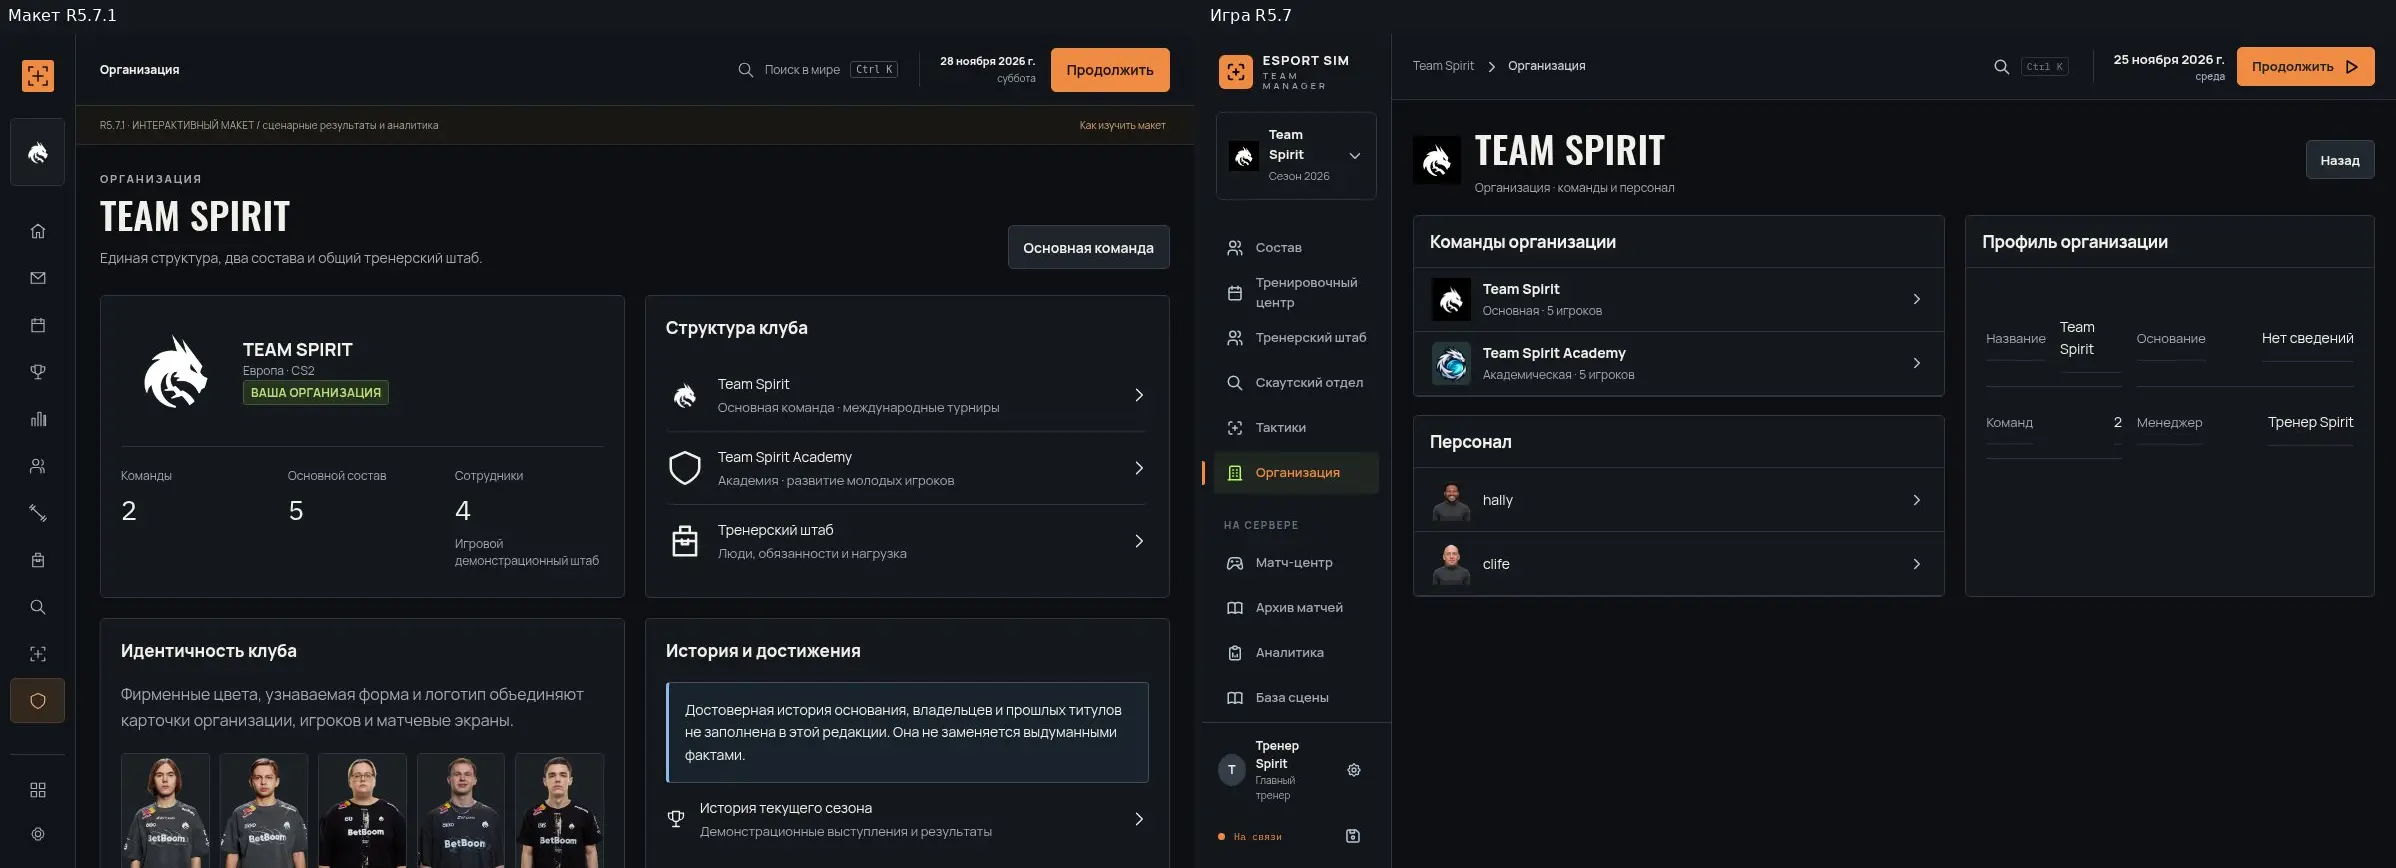 Макет R5.7.1
Организация
Поиск в мире
Ctrl K
28 ноября 2026 г.
суббота
Продолжить
R5.7.1 · ИНТЕРАКТИВНЫЙ МАКЕТ / сценарные результаты и аналитика
Как изучить макет
ОРГАНИЗАЦИЯ
TEAM SPIRIT
Единая структура, два состава и общий тренерский штаб.
Основная команда
TEAM SPIRIT
Европа · CS2
ВАША ОРГАНИЗАЦИЯ
Команды
2
Основной состав
5
Сотрудники
4
Игровой
демонстрационный штаб
Структура клуба
Team Spirit
Основная команда · международные турниры
Team Spirit Academy
Академия · развитие молодых игроков
Тренерский штаб
Люди, обязанности и нагрузка
Идентичность клуба
Фирменные цвета, узнаваемая форма и логотип объединяют
карточки организации, игроков и матчевые экраны.
BetBoom
BetBoom
BetBoom
BetBoom
BetBoom
История и достижения
Достоверная история основания, владельцев и прошлых титулов
не заполнена в этой редакции. Она не заменяется выдуманными
фактами.
История текущего сезона
Демонстрационные выступления и результаты
Игра R5.7
ESPORT SIM
TEAM
MANAGER
Team
Spirit
Сезон 2026
Состав
Тренировочный
центр
Тренерский штаб
Скаутский отдел
Тактики
Организация
НА СЕРВЕРЕ
Матч-центр
Архив матчей
Аналитика
База сцены
Т
Тренер
Spirit
Главный
тренер
На связи
Team Spirit
Организация
Ctrl K
25 ноября 2026 г.
среда
Продолжить
TEAM SPIRIT
Организация · команды и персонал
Назад
Команды организации
Team Spirit
Основная · 5 игроков
Team Spirit Academy
Академическая · 5 игроков
Персонал
hally
clife
Профиль организации
Название
Team
Spirit
Основание
Нет сведений
Команд
2
Менеджер
Тренер Spirit